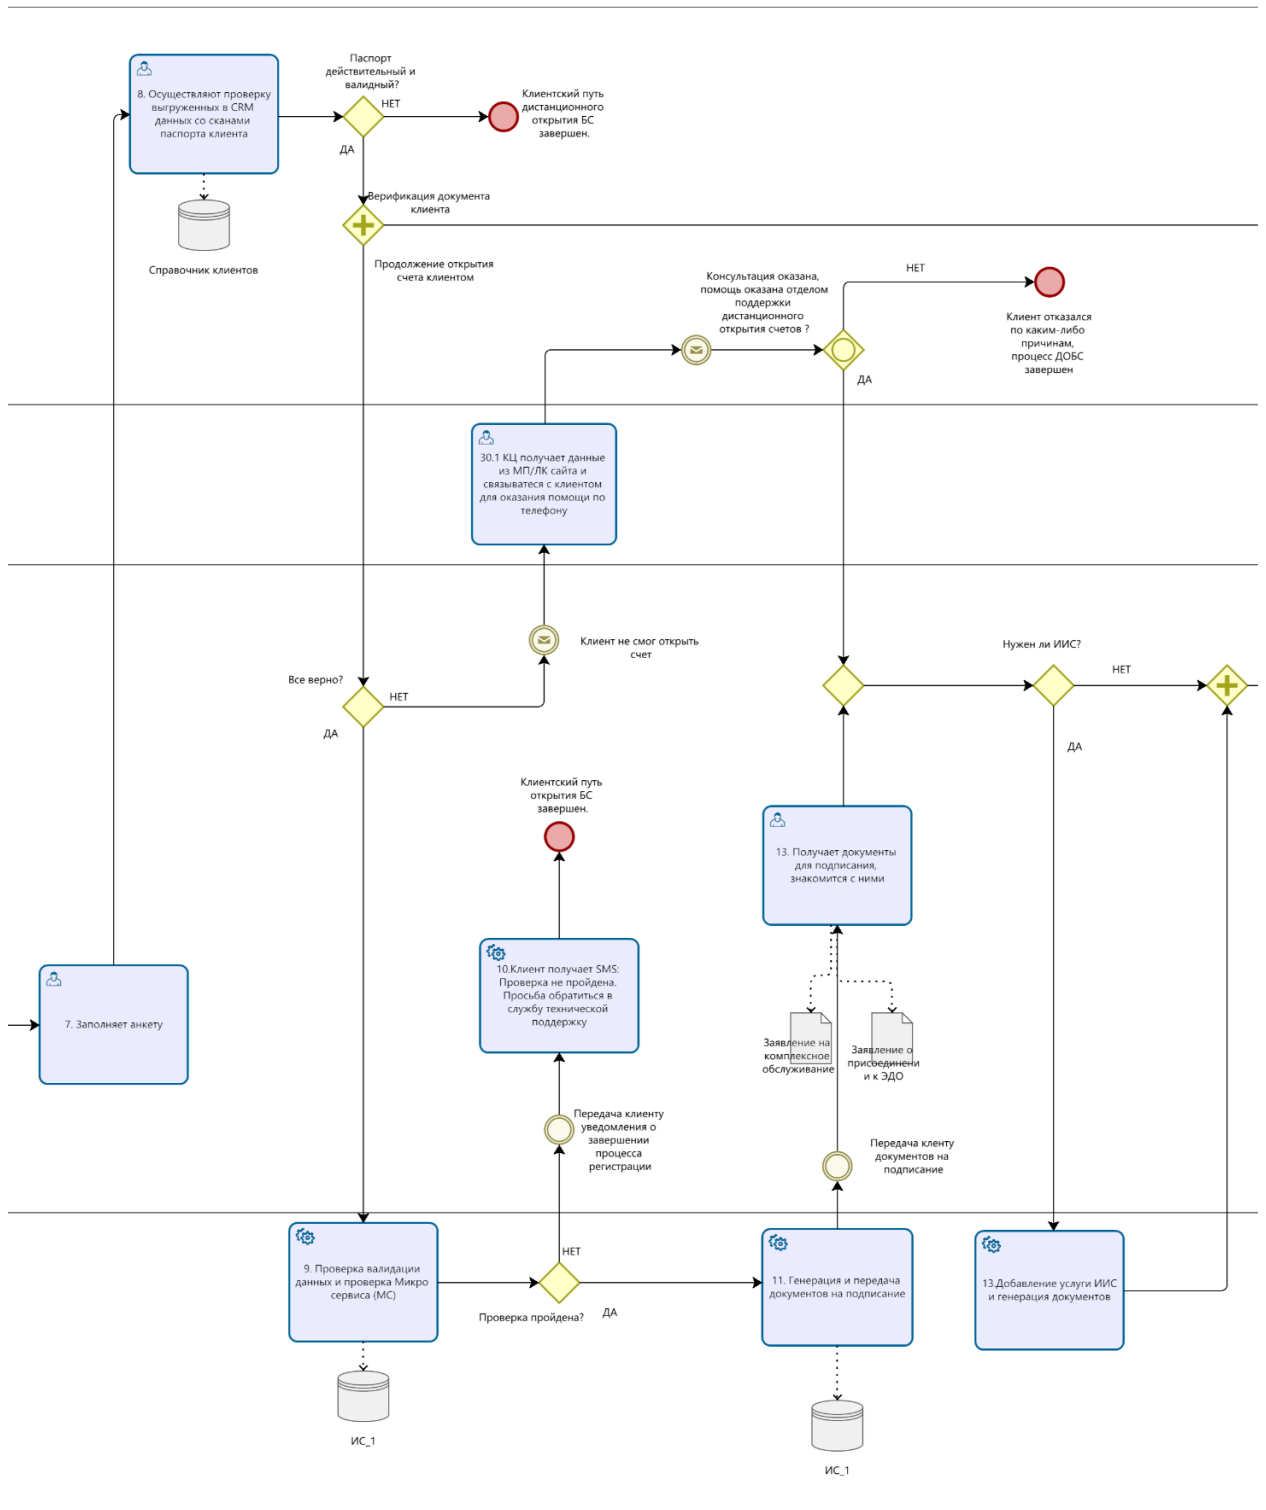 Паспорт
действительный и
валидный?
8. Осуществляют проверку
выгруженных в CRM
данных со сканами
паспорта клиента
НЕТ
Клиентский путь
дистанционного
открытия БС
завершен.
ДА
Верификация документа
клиента
Справочник клиентов
Продолжение открытия
счета клиентом
Консультация оказана,
помощь оказана отделом
поддержки
дистанционного
открытия счетов ?
НЕТ
Клиент отказался
по каким-либо
причинам,
процесс ДОБС
завершен
ДА
30.1 КЦ получает данные
из МП/ЛК сайта и
связыватеся с клиентом
для оказания помощи по
телефону
Клиент не смог открыть
счет
Нужен ли ИИС?
НЕТ
Все верно?
НЕТ
ДА
ДА
Клиентский путь
открытия БС
завершен.
13. Получает документы
для подписания,
знакомится с ними
10.Клиент получает SMS:
Проверка не пройдена.
Просьба обратиться в
службу технической
поддержку
7. Заполняет анкету
Заявление на
комплексное
обслуживание
Заявление о
присоединени
и к ЭДО
Передача клиенту
уведомления о
завершении
процесса
регистрации
Передача кленту
документов на
подписание
9. Проверка валидации
данных и проверка Микро
сервиса (МС)
НЕТ
Проверка пройдена?
ДА
11. Генерация и передача
документов на подписание
13.Добавление услуги ИИС
и генерация документов
ИС_1
ИС_1